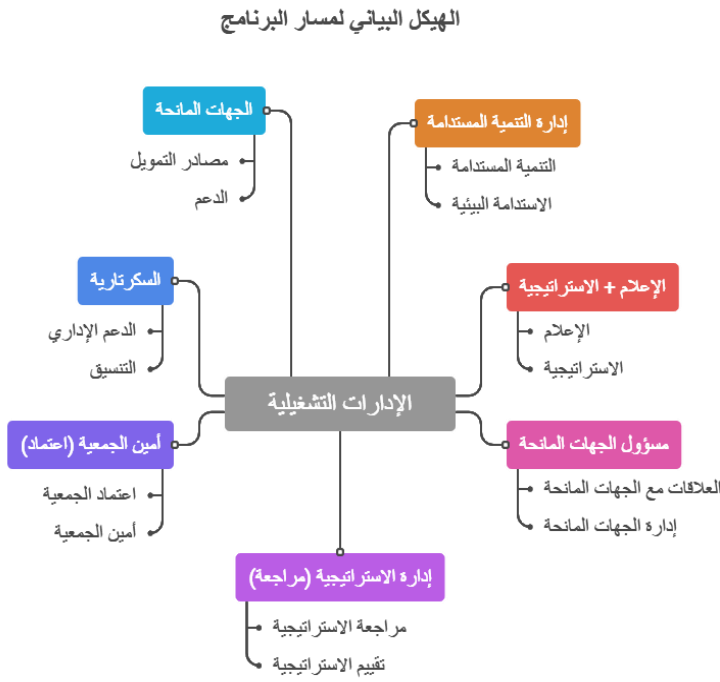 الهيكل البياني لمسار البرنامج
إدارة التنمية المستدامة
التنمية المستدامة
الاستدامة البيئية
الإعلام + الاستراتيجية
الإعلام
الاستراتيجية
مسؤول الجهات المانحة
العلاقات مع الجهات المانحة
إدارة الجهات المانحة
الإدارات التشغيلية
الجهات المانحة
مصادر التمويل
الدعم
السكرتارية
الدعم الإداري
التنسيق
أمين الجمعية (اعتماد)
اعتماد الجمعية
أمين الجمعية
إدارة الاستراتيجية (مراجعة)
مراجعة الاستراتيجية
تقييم الاستراتيجية